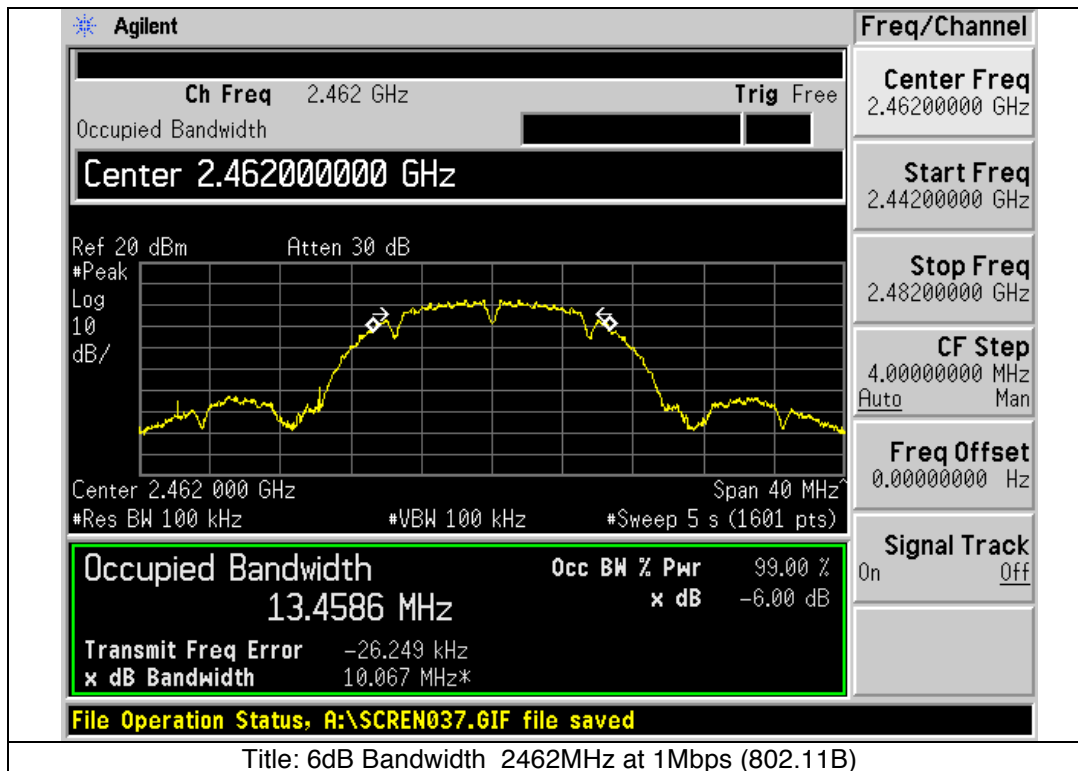 Agilent
Freq/Channel
Ch Freq 2.462 GHz Trig Free
Occupied Bandwidth
Center 2.462000000 GHz
Ref 20 dBm Atten 30 dB
#Peak
Log
10
dB/
Center 2.462 000 GHz Span 40 MHz^
#Res BW 100 kHz #VBW 100 kHz #Sweep 5 s (1601 pts)
Occupied Bandwidth
13.4586 MHz
Occ BW % Pwr 99.00 %
x dB -6.00 dB
Transmit Freq Error -26.249 kHz
x dB Bandwidth 10.067 MHz*
File Operation Status, A:\SCREN037.GIF file saved
Center Freq
2.46200000 GHz
Start Freq
2.44200000 GHz
Stop Freq
2.48200000 GHz
CF Step
4.00000000 MHz
Auto Man
Freq Offset
0.00000000 Hz
Signal Track
On Off
Title: 6dB Bandwidth 2462MHz at 1Mbps (802.11B)